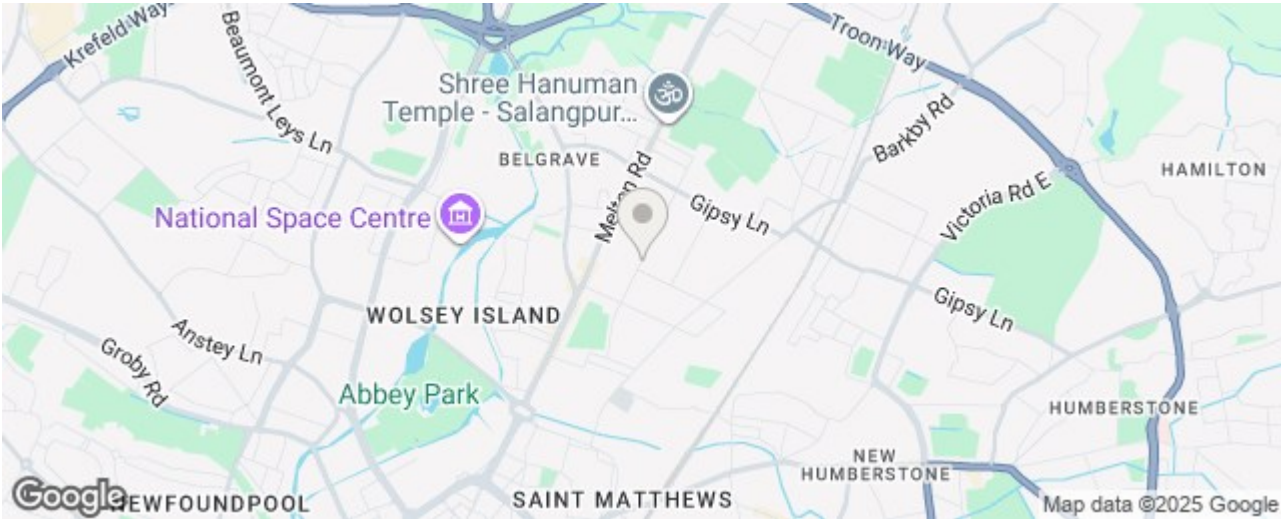 Krefeld Way
Beaumont Leys Ln
Troon Way
Shree Hanuman
Temple - Salangpur...
Barkby Rd
BELGRAVE
Melton Rd
HAMILTON
Victoria Rd E
Gipsy Ln
National Space Centre
Gipsy Ln
WOLSEY ISLAND
Anstey Ln
Groby Rd
Abbey Park
HUMBERSTONE
NEW
HUMBERSTONE
Google
NEWFOUNDPOOL
SAINT MATTHEWS
Map data ©2025 Google